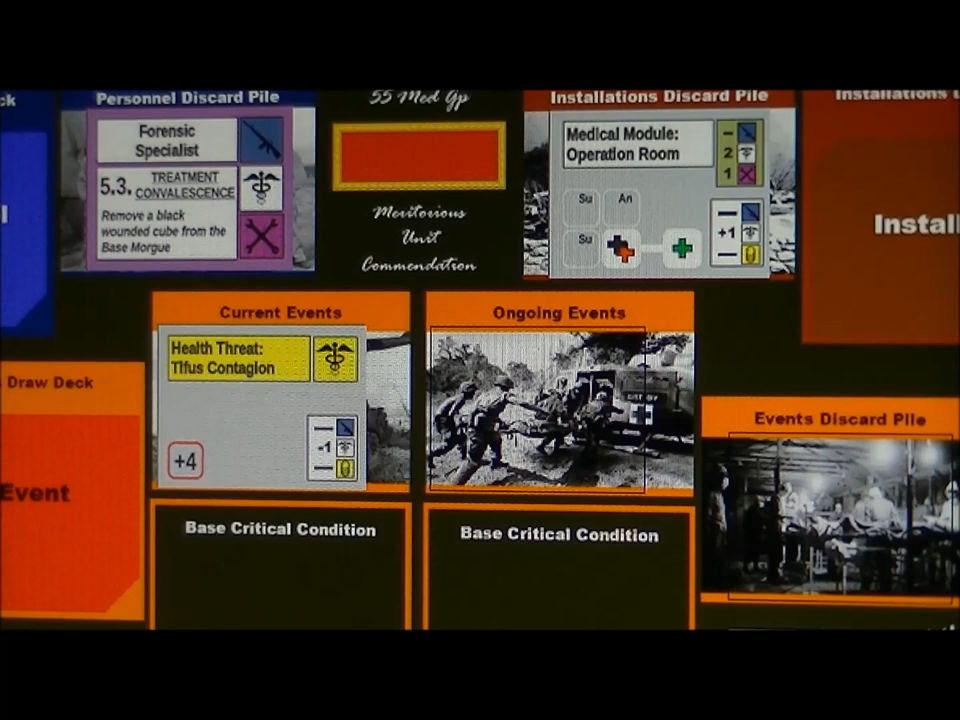 ck
Personnel Discard Pile
Forensic
Specialist
5.3. TREATMENT
CONVALESCENCE
Remove a black
wounded cube from the
Base Morgue
55 Med Gp
Meritorious
Unit
Commendation
Installations Discard Pile
Medical Module:
Operation Room
–
2
1
Su An
Su
–
+1
–
Installations
Install
Current Events
Health Threat:
Tifus Contagion
+4
–
-1
–
Ongoing Events
Draw Deck
Event
Events Discard Pile
Base Critical Condition
Base Critical Condition